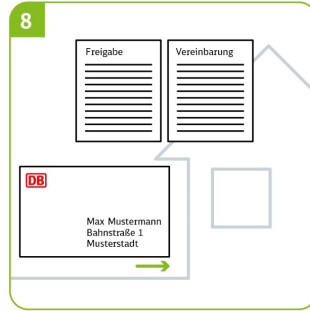 8
Freigabe
Vereinbarung
DB
Max Mustermann
Bahnstraße 1
Musterstadt